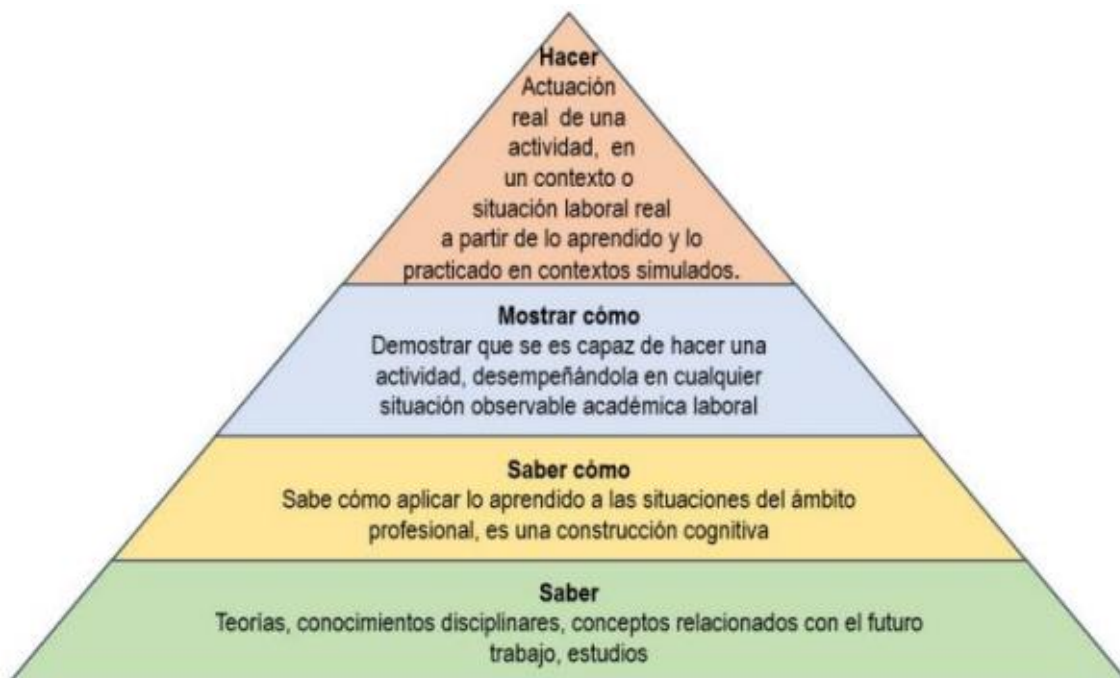 Hacer
Actuación
real de una
actividad, en
un contexto o
situación laboral real
a partir de lo aprendido y lo
practicado en contextos simulados.
Mostrar cómo
Demostrar que se es capaz de hacer una
actividad, desempeñándola en cualquier
situación observable académica laboral
Saber cómo
Sabe cómo aplicar lo aprendido a las situaciones del ámbito
profesional, es una construcción cognitiva
Saber
Teorías, conocimientos disciplinares, conceptos relacionados con el futuro
trabajo, estudios